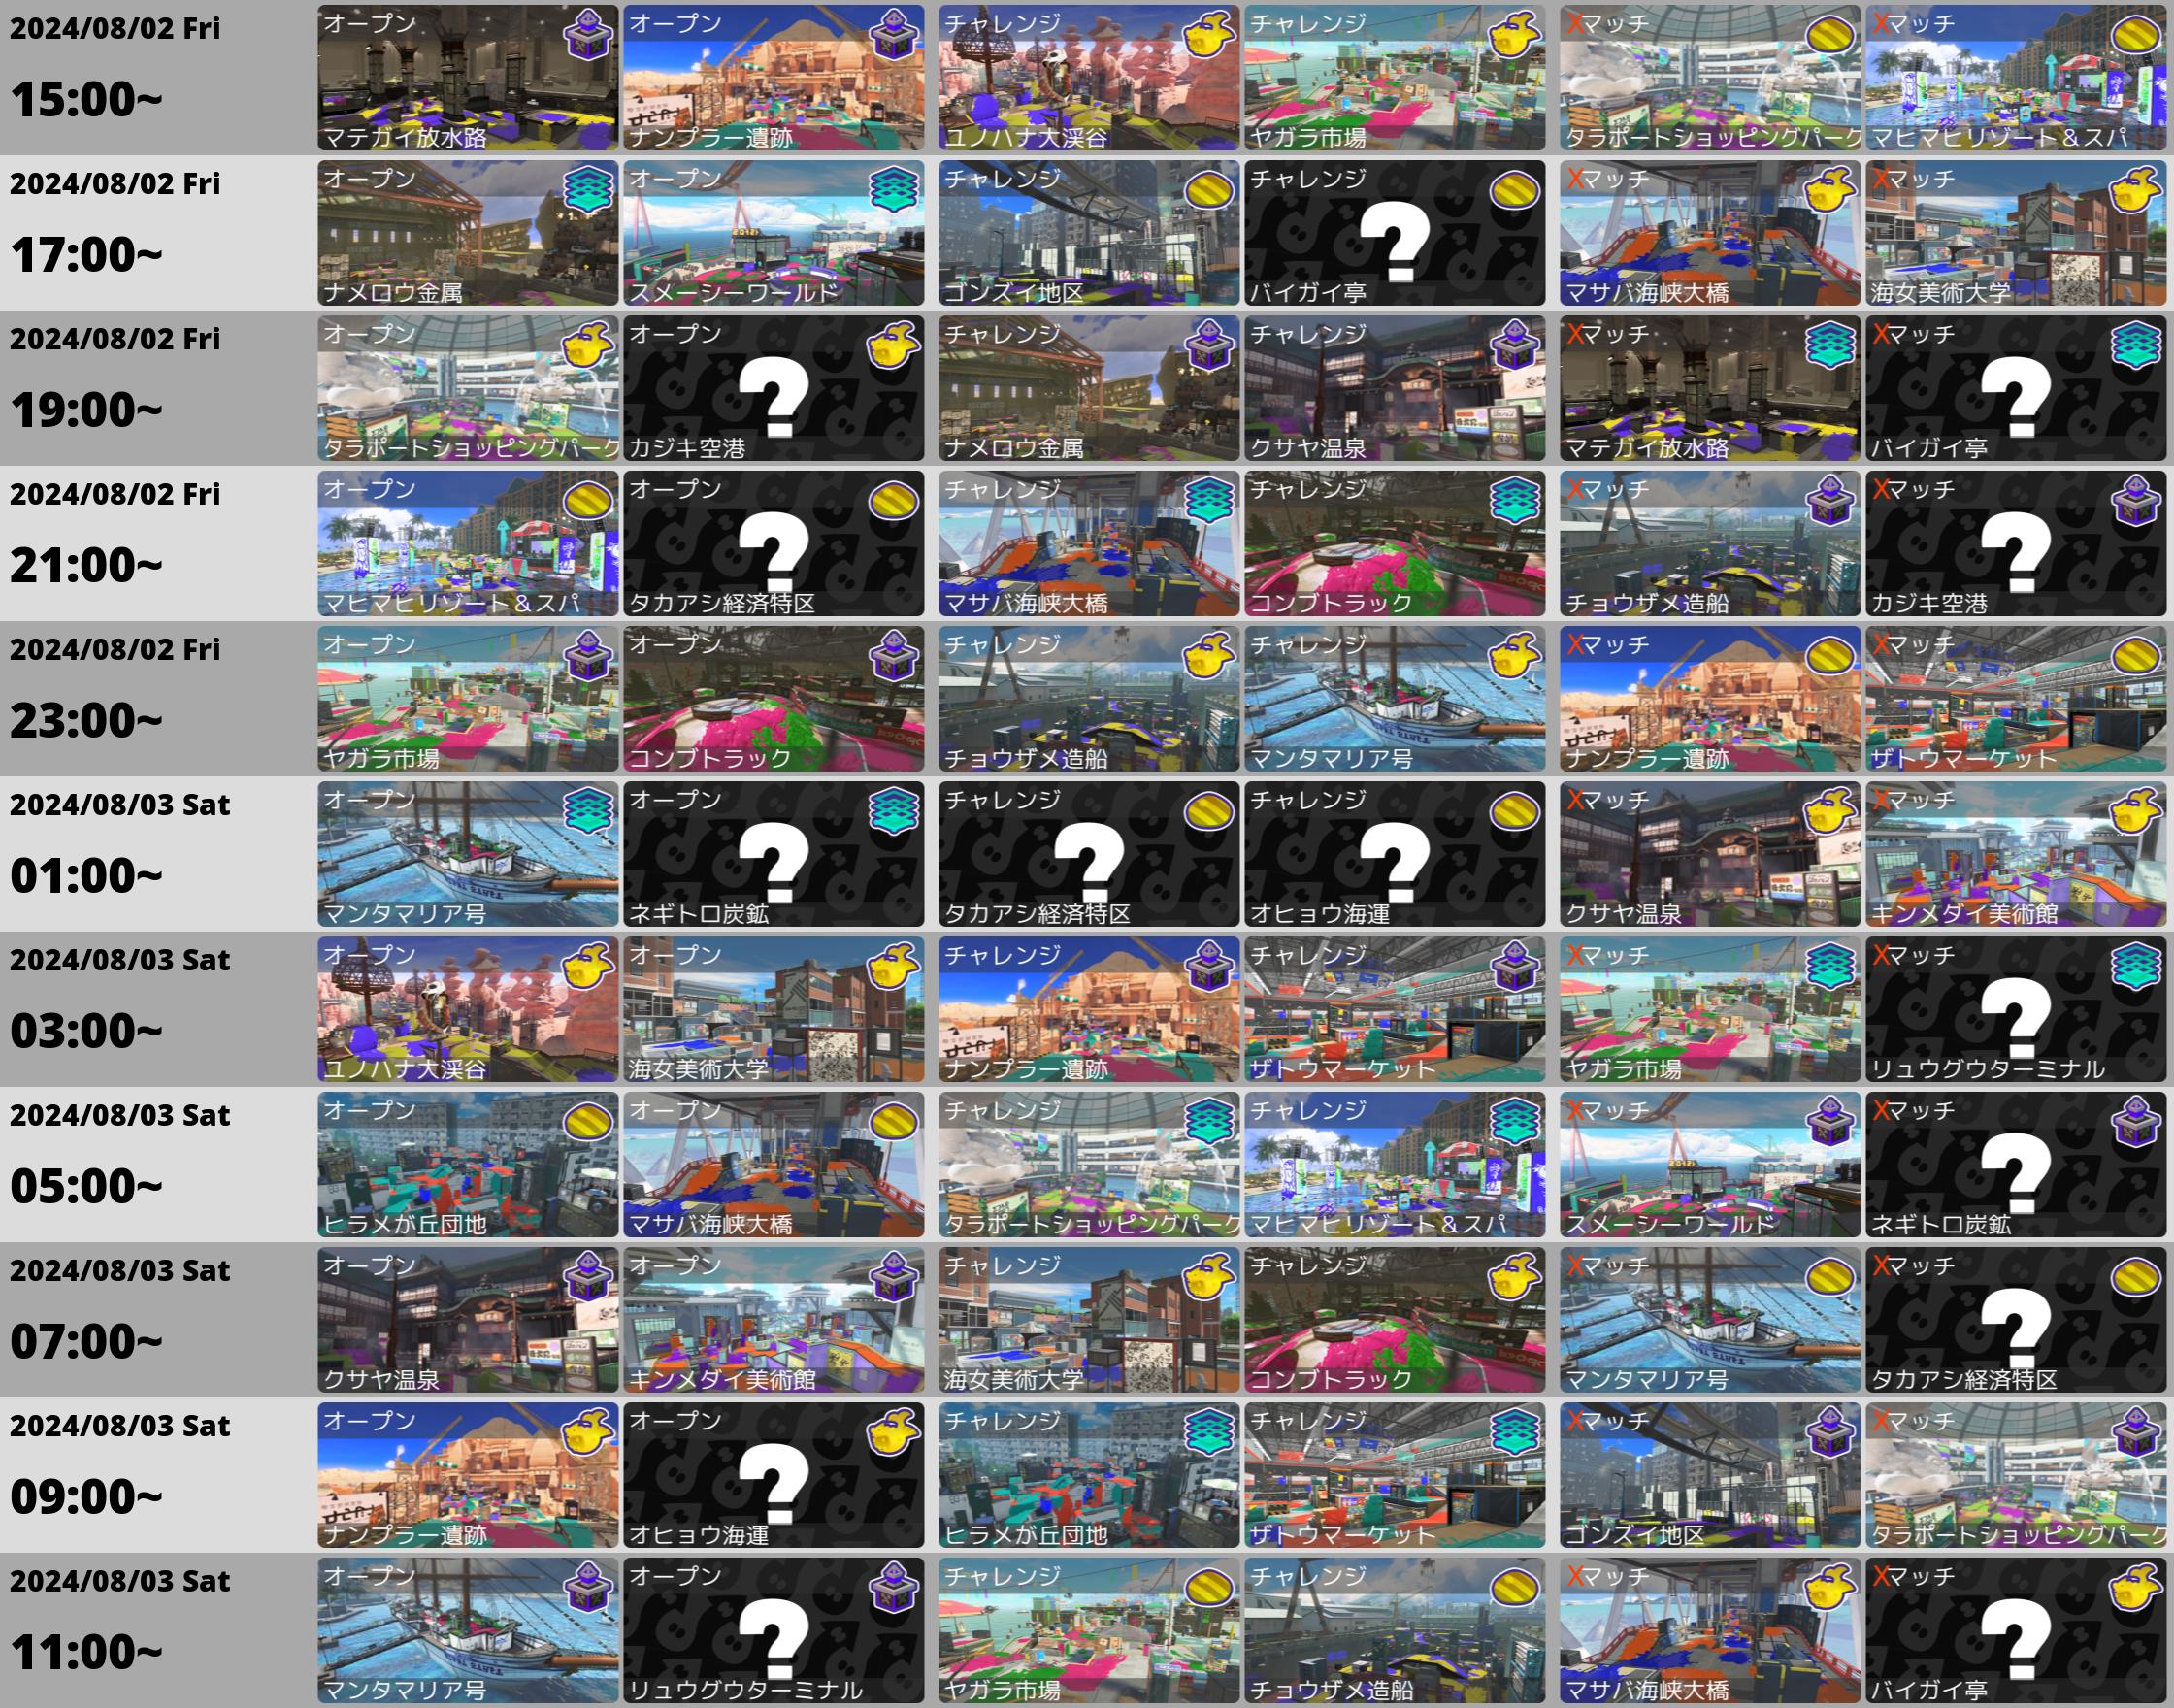 2024/08/02 Fri
15:00~
オープン
マテガイ放水路
オープン
ナンプラー遺跡
チャレンジ
ユノハナ大渓谷
チャレンジ
ヤガラ市場
Xマッチ
タラポートショッピングパーク
Xマッチ
マヒマヒリゾート&スパ
2024/08/02 Fri
17:00~
オープン
ナメロウ金属
オープン
スメーシーワールド
チャレンジ
ゴンズイ地区
チャレンジ
?
バイガイ亭
Xマッチ
マサバ海峡大橋
Xマッチ
海女美術大学
2024/08/02 Fri
19:00~
オープン
タラポートショッピングパーク
オープン
?
カジキ空港
チャレンジ
ナメロウ金属
チャレンジ
クサヤ温泉
Xマッチ
マテガイ放水路
Xマッチ
?
バイガイ亭
2024/08/02 Fri
21:00~
オープン
マヒマヒリゾート&スパ
オープン
?
タカアシ経済特区
チャレンジ
マサバ海峡大橋
チャレンジ
コンブトラック
Xマッチ
チョウザメ造船
Xマッチ
?
カジキ空港
2024/08/02 Fri
23:00~
オープン
ヤガラ市場
オープン
コンブトラック
チャレンジ
チョウザメ造船
チャレンジ
マンタマリア号
Xマッチ
ナンプラー遺跡
Xマッチ
ザトウマーケット
2024/08/03 Sat
01:00~
オープン
マンタマリア号
オープン
?
ネギトロ炭鉱
チャレンジ
?
タカアシ経済特区
チャレンジ
?
オヒョウ海運
Xマッチ
クサヤ温泉
Xマッチ
キンメダイ美術館
2024/08/03 Sat
03:00~
オープン
ユノハナ大渓谷
オープン
海女美術大学
チャレンジ
ナンプラー遺跡
チャレンジ
ザトウマーケット
Xマッチ
ヤガラ市場
Xマッチ
?
リュウグウターミナル
2024/08/03 Sat
05:00~
オープン
ヒラメが丘団地
オープン
マサバ海峡大橋
チャレンジ
タラポートショッピングパーク
チャレンジ
マヒマヒリゾート&スパ
Xマッチ
スメーシーワールド
Xマッチ
?
ネギトロ炭鉱
2024/08/03 Sat
07:00~
オープン
クサヤ温泉
オープン
キンメダイ美術館
チャレンジ
海女美術大学
チャレンジ
コンブトラック
Xマッチ
マンタマリア号
Xマッチ
?
タカアシ経済特区
2024/08/03 Sat
09:00~
オープン
ナンプラー遺跡
オープン
?
オヒョウ海運
チャレンジ
ヒラメが丘団地
チャレンジ
ザトウマーケット
Xマッチ
ゴンズイ地区
Xマッチ
タラポートショッピングパーク
2024/08/03 Sat
11:00~
オープン
マンタマリア号
オープン
?
リュウグウターミナル
チャレンジ
ヤガラ市場
チャレンジ
チョウザメ造船
Xマッチ
マサバ海峡大橋
Xマッチ
?
バイガイ亭